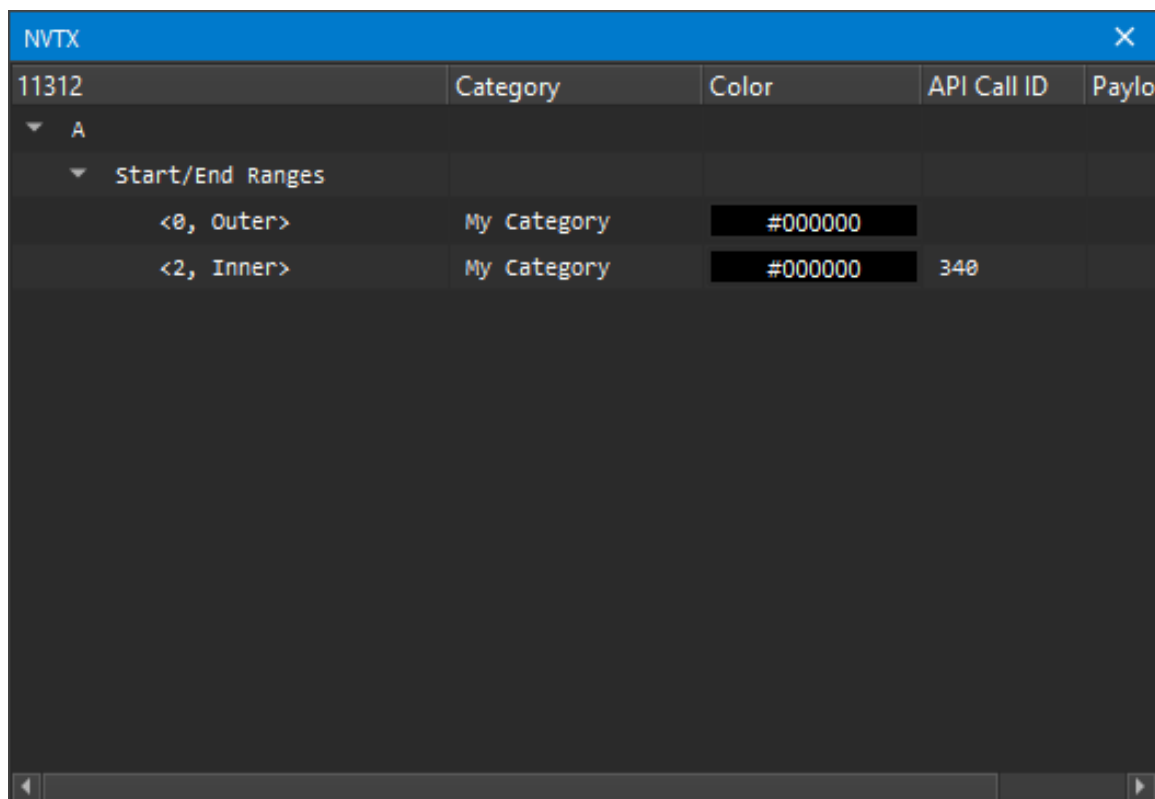 NVTX
11312 Category Color API Call ID Paylo
A
Start/End Ranges
<0, Outer> My Category #000000
<2, Inner> My Category #000000 340